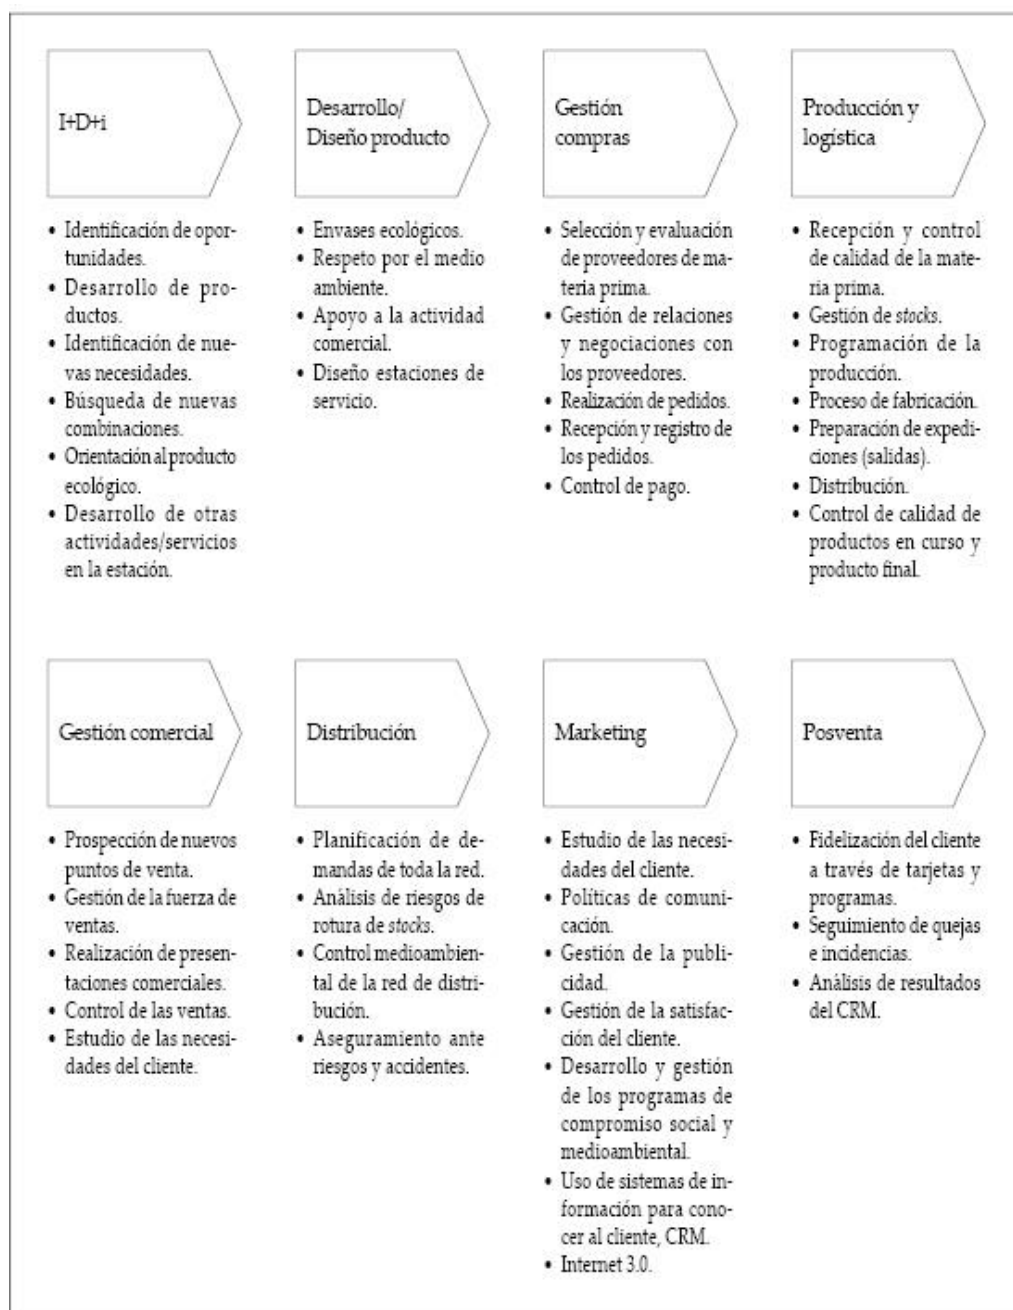 I+D+i
Desarrollo/
Diseño producto
Gestión
compras
Producción y
logística
• Identificación de opor-
tunidades.
• Desarrollo de pro-
ductos.
• Identificación de nue-
vas necesidades.
• Búsqueda de nuevas
combinaciones.
• Orientación al producto
ecológico.
• Desarrollo de otras
actividades/servicios
en la estación.
• Envases ecológicos.
• Respeto por el medio
ambiente.
• Apoyo a la actividad
comercial.
• Diseño estaciones de
servicio.
• Selección y evaluación
de proveedores de ma-
teria prima.
• Gestión de relaciones
y negociaciones con
los proveedores.
• Realización de pedidos.
• Recepción y registro de
los pedidos.
• Control de pago.
• Recepción y control
de calidad de la mate-
ria prima.
• Gestión de stocks.
• Programación de la
producción.
• Proceso de fabricación.
• Preparación de expedi-
ciones (salidas).
• Distribución.
• Control de calidad de
productos en curso y
producto final.
Gestión comercial
Distribución
Marketing
Posventa
• Prospección de nuevos
puntos de venta.
• Gestión de la fuerza de
ventas.
• Realización de presen-
taciones comerciales.
• Control de las ventas.
• Estudio de las necesi-
dades del cliente.
• Planificación de de-
mandas de toda la red.
• Análisis de riesgos de
rotura de stocks.
• Control medioambien-
tal de la red de distri-
bución.
• Aseguramiento ante
riesgos y accidentes.
• Estudio de las necesi-
dades del cliente.
• Políticas de comuni-
cación.
• Gestión de la publi-
cidad.
• Gestión de la satisfac-
ción del cliente.
• Desarrollo y gestión
de los programas de
compromiso social y
medioambiental.
• Uso de sistemas de in-
formación para cono-
cer al cliente, CRM.
• Internet 3.0.
• Fidelización del cliente
a través de tarjetas y
programas.
• Seguimiento de quejas
e incidencias.
• Análisis de resultados
del CRM.